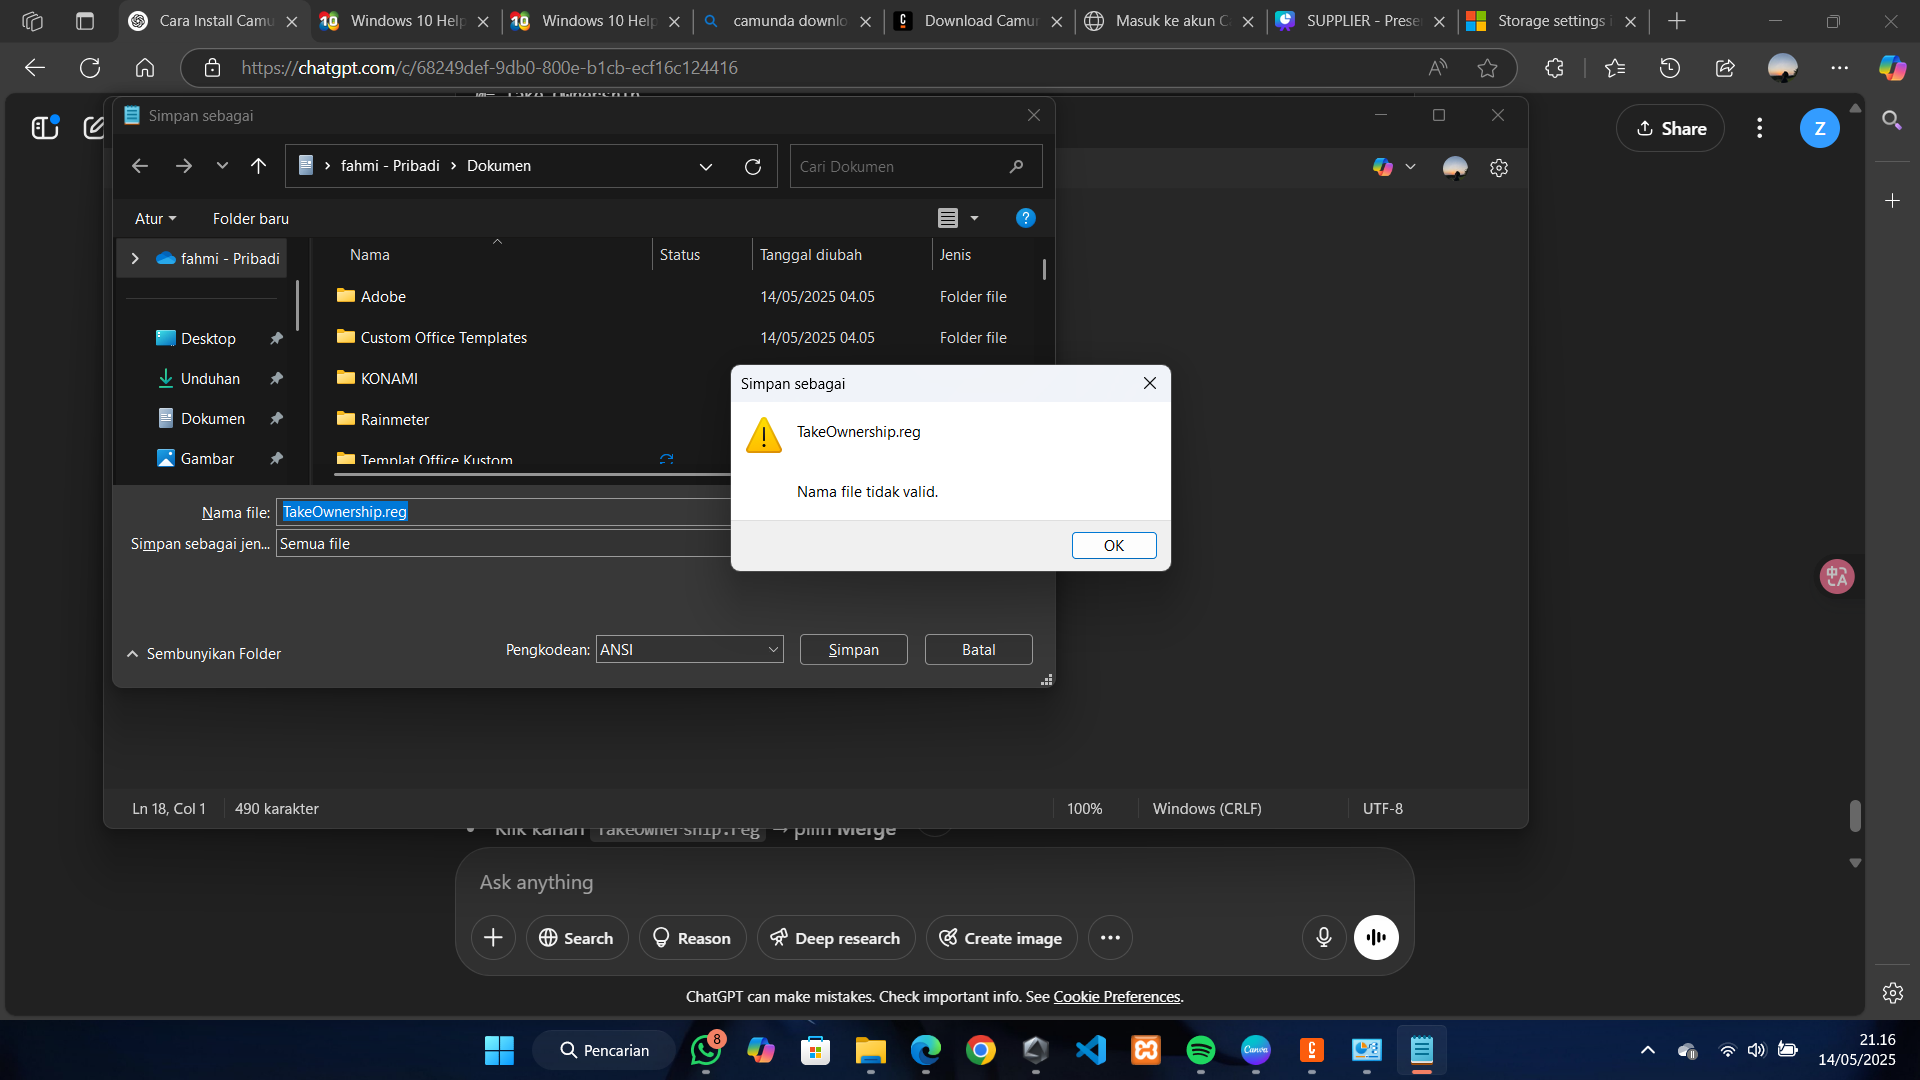 Cara Install Camu
Windows 10 Help
Windows 10 Help
camunda downlo
Download Camun
Masuk ke akun C
SUPPLIER - Prese
Storage settings i
https://chatgpt.com/c/68249def-9db0-800e-b1cb-ecf16c124416
Take Ownership
Simpan sebagai
Share
Z
fahmi - Pribadi
Dokumen
Cari Dokumen
Atur
Folder baru
?
fahmi - Pribadi
Nama
Status
Tanggal diubah
Jenis
Adobe
14/05/2025 04.05
Folder file
Desktop
Custom Office Templates
14/05/2025 04.05
Folder file
Unduhan
KONAMI
Dokumen
Rainmeter
Gambar
Templat Office Kustom
Simpan sebagai
TakeOwnership.reg
Nama file tidak valid.
OK
Nama file:
TakeOwnership.reg
Simpan sebagai jen...
Semua file
Sembunyikan Folder
Pengkodean:
ANSI
Simpan
Batal
中A
Ln 18, Col 1
490 karakter
100%
Windows (CRLF)
UTF-8
Klik kanan TakeOwnership.reg → pilih Merge
Ask anything
Search
Reason
Deep research
Create image
ChatGPT can make mistakes. Check important info. See Cookie Preferences.
Pencarian
8
Canva
21.16
14/05/2025